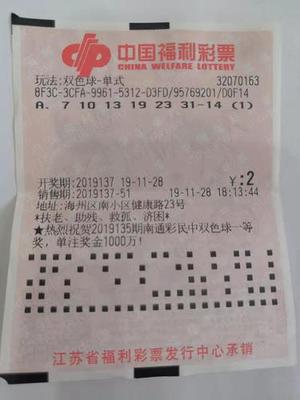 中国福利彩票
CHINA WELFARE LOTTERY
玩法:双色球-单式 32070163
8F3C-3CFA-9961-5312-D3FD/95769201/D0F14
A. 7 10 13 19 23 31-14 (1)
开奖期:2019137 19-11-28 ¥:2
销售期:2019137-51 19-11-28 18:13:44
地址:海州区南小区健康路23号
*扶老、助残、救孤、济困*
★热烈祝贺2019135期南通彩民中双色球一等
奖，单注奖金1000万!
江苏省福利彩票发行中心承销